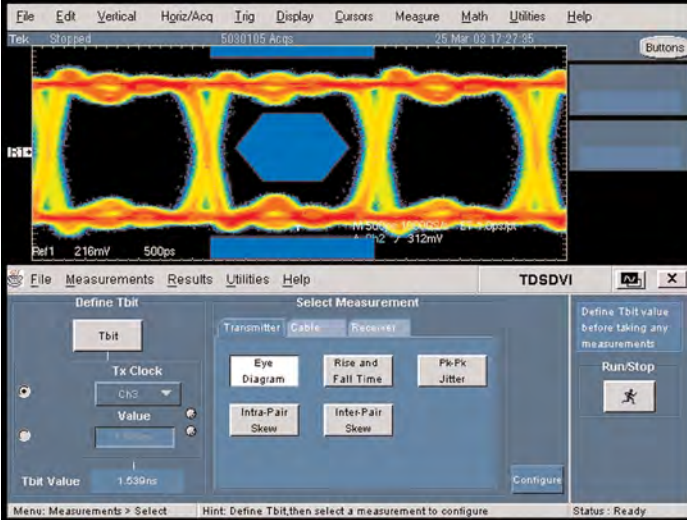 File Edit Vertical Horiz/Acq Trig Display Cursors Measure Math Utilities Help
Tek Stopped 5030105 Acqs 25 Mar 03 17:27:35
Buttons
R1
312mV
Ref1 216mV 500ps
File Measurements Results Utilities Help TDSDVI X
Define Tbit
Tbit
Tx Clock
Ch3
Value
Tbit Value 1.539ns
Select Measurement
Transmitter Cable Receiver
Eye Diagram
Rise and Fall Time
Pk-Pk Jitter
Intra-Pair Skew
Inter-Pair Skew
Configure
Define Tbit value
before taking any
measurements
Run/Stop
Menu: Measurements > Select Hint: Define Tbit,then select a measurement to configure Status : Ready